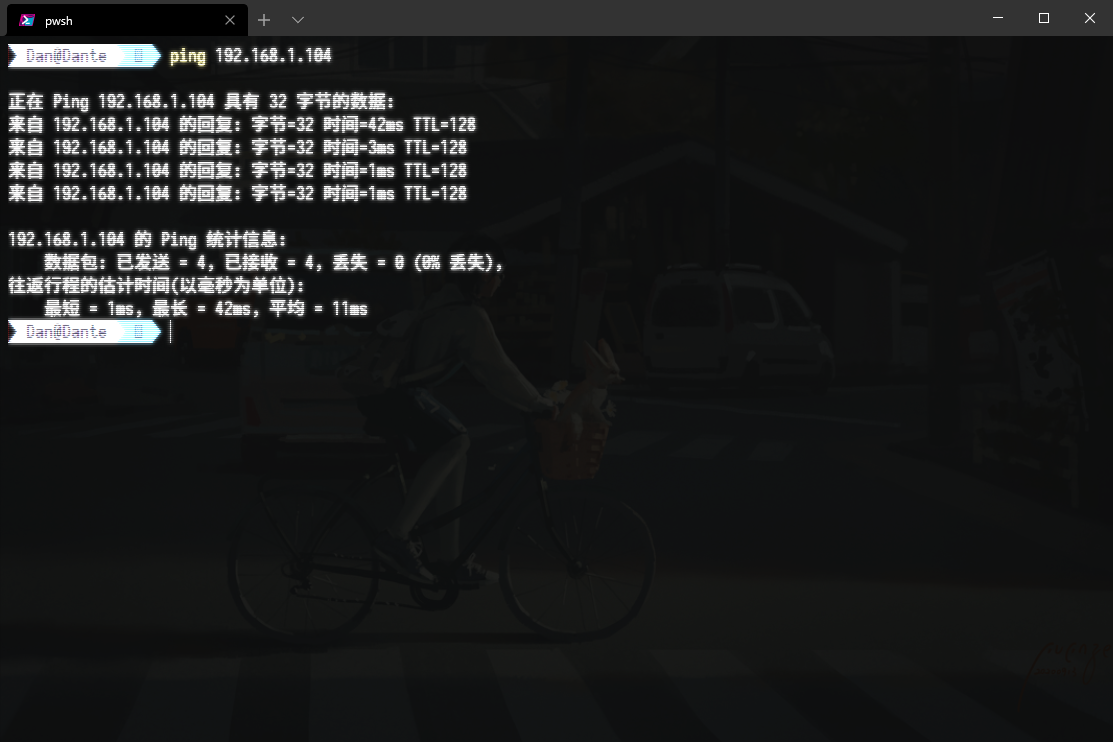 pwsh
Dan@Dante ping 192.168.1.104
正在 Ping 192.168.1.104 具有 32 字节的数据:
来自 192.168.1.104 的回复: 字节=32 时间=42ms TTL=128
来自 192.168.1.104 的回复: 字节=32 时间=3ms TTL=128
来自 192.168.1.104 的回复: 字节=32 时间=1ms TTL=128
来自 192.168.1.104 的回复: 字节=32 时间=1ms TTL=128
192.168.1.104 的 Ping 统计信息:
数据包: 已发送 = 4, 已接收 = 4, 丢失 = 0 (0% 丢失),
往返行程的估计时间(以毫秒为单位):
最短 = 1ms, 最长 = 42ms, 平均 = 11ms
Dan@Dante